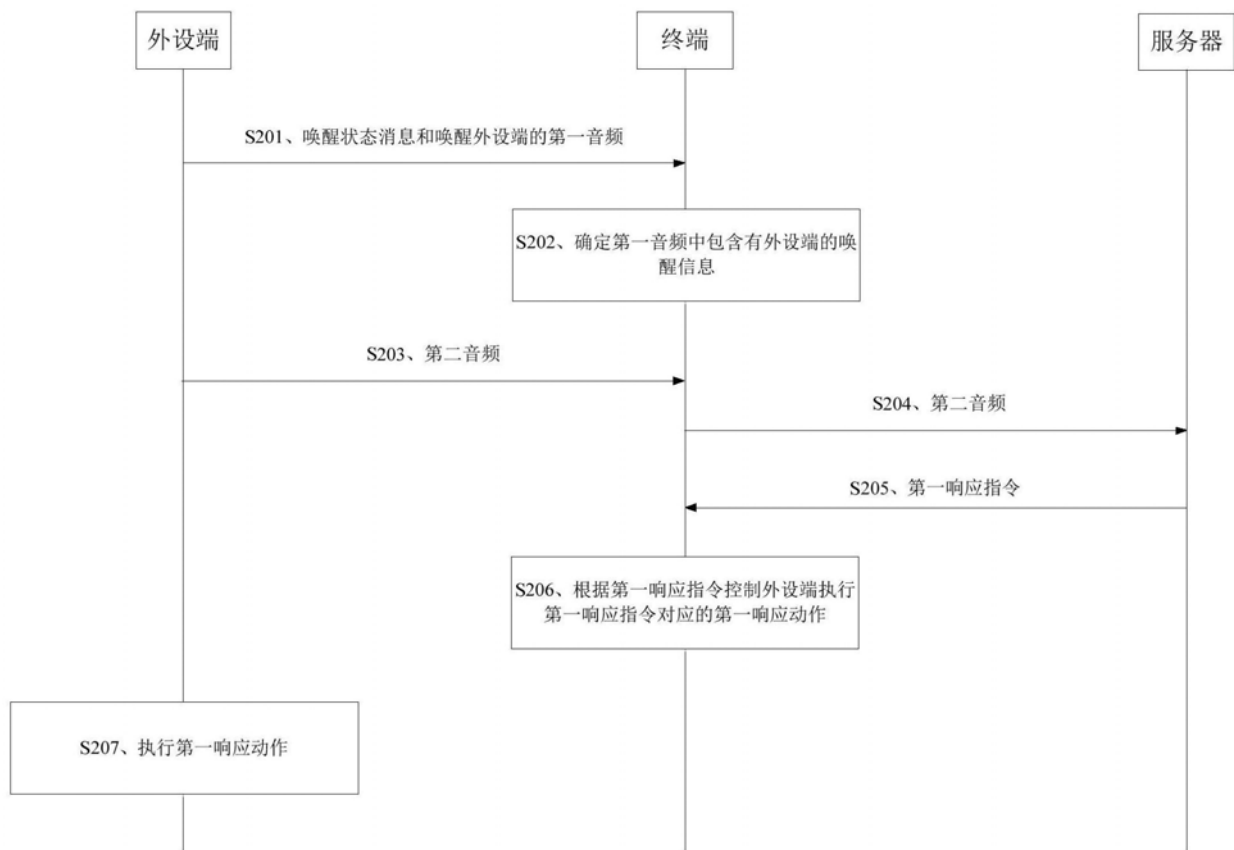 外设端
终端
服务器
S201、唤醒状态消息和唤醒外设端的第一音频
S202、确定第一音频中包含有外设端的唤
醒信息
S203、第二音频
S204、第二音频
S205、第一响应指令
S206、根据第一响应指令控制外设端执行
第一响应指令对应的第一响应动作
S207、执行第一响应动作